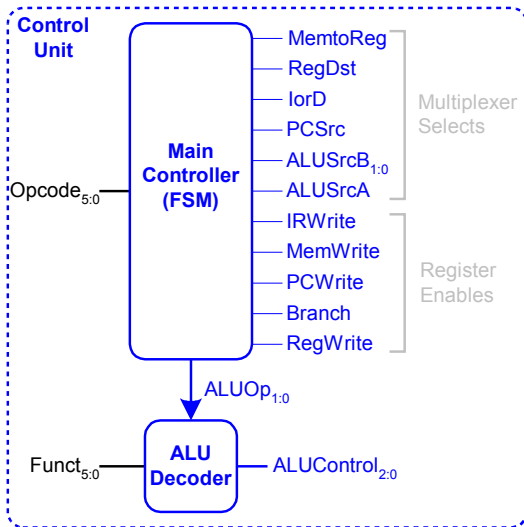 Control
Unit
MemtoReg
RegDst
IorD
PCSrc
ALUSrcB1:0
ALUSrcA
Multiplexer
Selects
Main
Controller
(FSM)
Opcode5:0
IRWrite
MemWrite
PCWrite
Branch
RegWrite
Register
Enables
ALUOp1:0
Funct5:0
ALU
Decoder
ALUControl2:0